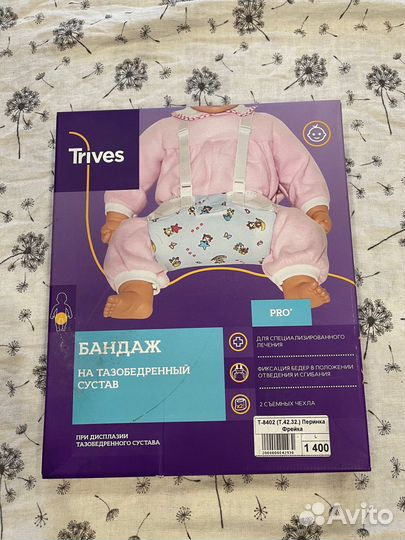 Trives
PRO'
БАНДАЖ
НА ТАЗОБЕДРЕННЫЙ
СУСТАВ
ПРИ ДИСПЛАЗИИ
ТАЗОБЕДРЕННОГО СУСТАВА
ДЛЯ СПЕЦИАЛИЗИРОВАННОГО
ЛЕЧЕНИЯ
ФИКСАЦИЯ БЕДЕР В ПОЛОЖЕНИИ
ОТВЕДЕНИЯ И СГИБАНИЯ
2 СЪЕМНЫХ ЧЕХЛА
Т-8402 (Т.42.32.) Перинка
Фрейка
L
1 400
Avito